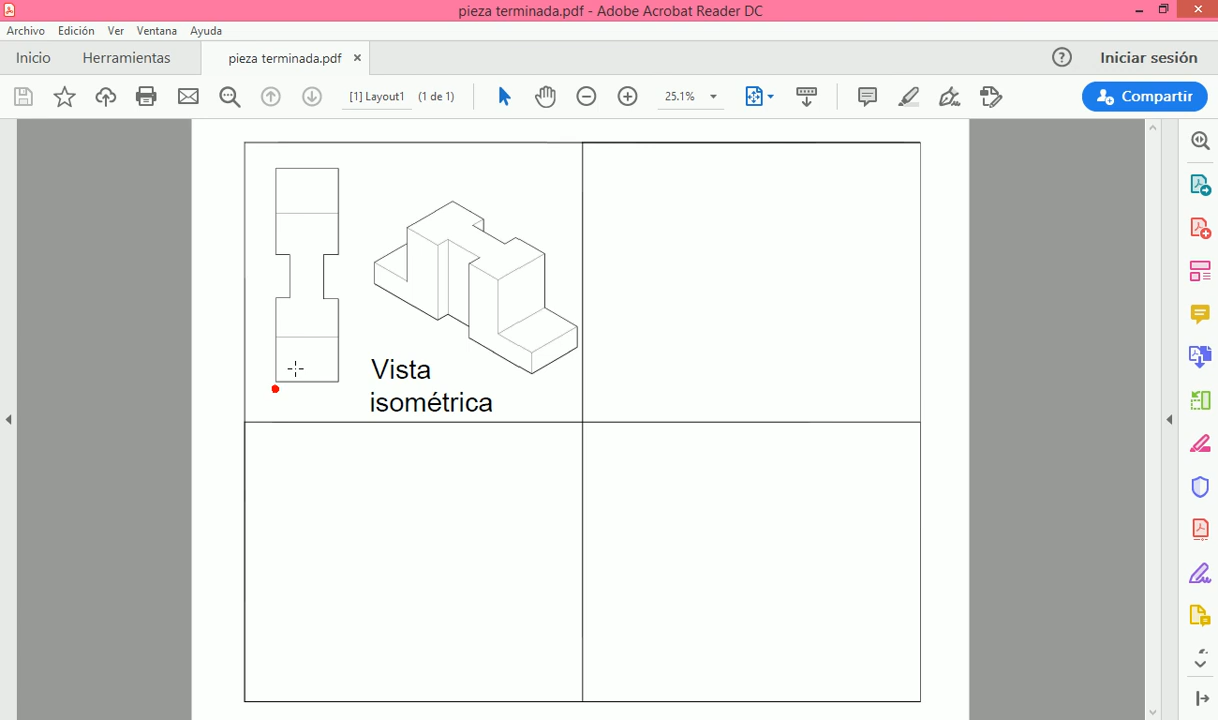 pieza terminada.pdf - Adobe Acrobat Reader DC
Archivo Edición Ver Ventana Ayuda
Inicio Herramientas pieza terminada.pdf × ? Iniciar sesión
[1] Layout1 (1 de 1) 25.1% Compartir
Vista
isométrica